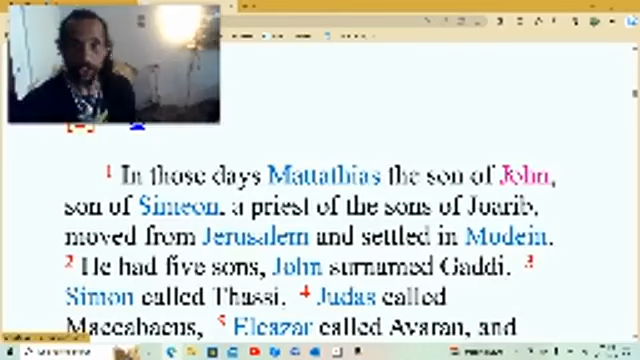 1 In those days Mattathias the son of John,
son of Simeon, a priest of the sons of Joarib,
moved from Jerusalem and settled in Modein.
2 He had five sons, John surnamed Gaddi, 3
Simon called Thassi, 4 Judas called
Maccabaeus, 5 Eleazar called Avaran, and